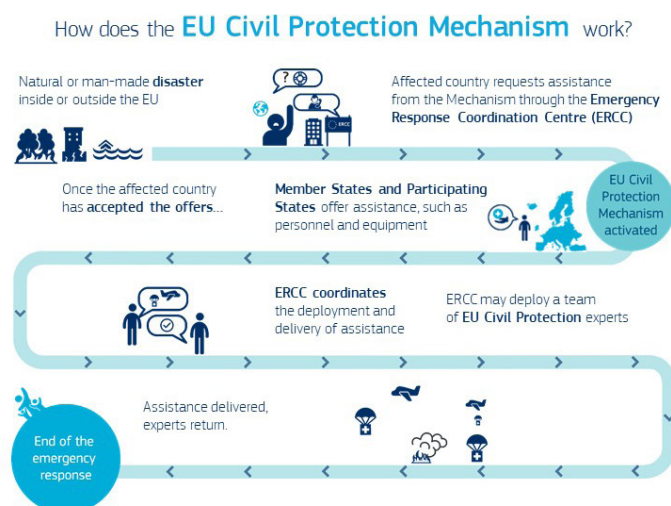 How does the EU Civil Protection Mechanism work?
Natural or man-made disaster
inside or outside the EU
?
ERCC
Affected country requests assistance
from the Mechanism through the Emergency
Response Coordination Centre (ERCC)
EU Civil
Protection
Mechanism
activated
Member States and Participating
States offer assistance, such as
personnel and equipment
Once the affected country
has accepted the offers...
ERCC coordinates
the deployment and
delivery of assistance
ERCC may deploy a team
of EU Civil Protection experts
Assistance delivered,
experts return.
End of the
emergency
response